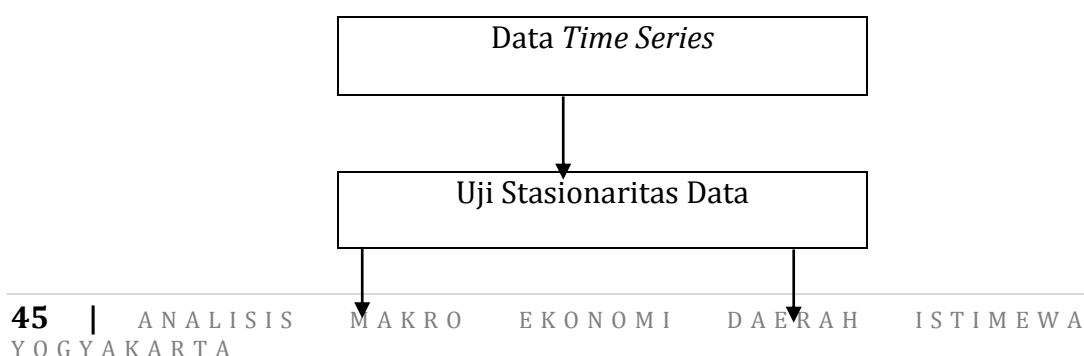 Data Time Series
Uji Stasionaritas Data
45 | ANALISIS MAKRO EKONOMI DAERAH ISTIMEWA
YOGYAKARTA